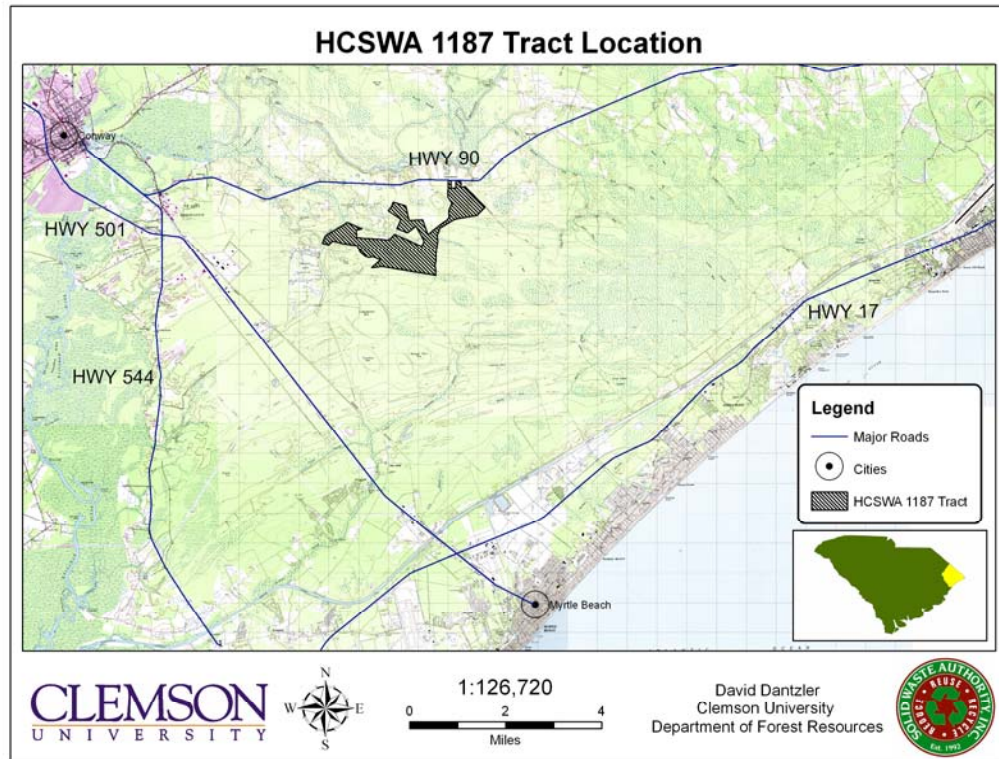 HCSWA 1187 Tract Location
Conway
HWY 90
HWY 501
HWY 17
HWY 544
Legend
Major Roads
Cities
HCSWA 1187 Tract
Myrtle Beach
CLEMSON
UNIVERSITY
N
W E
S
1:126,720
0 2 4
Miles
David Dantzler
Clemson University
Department of Forest Resources
SOLID WASTE AUTHORITY, INC.
REDUCE • REUSE • RECYCLE
Est. 1992